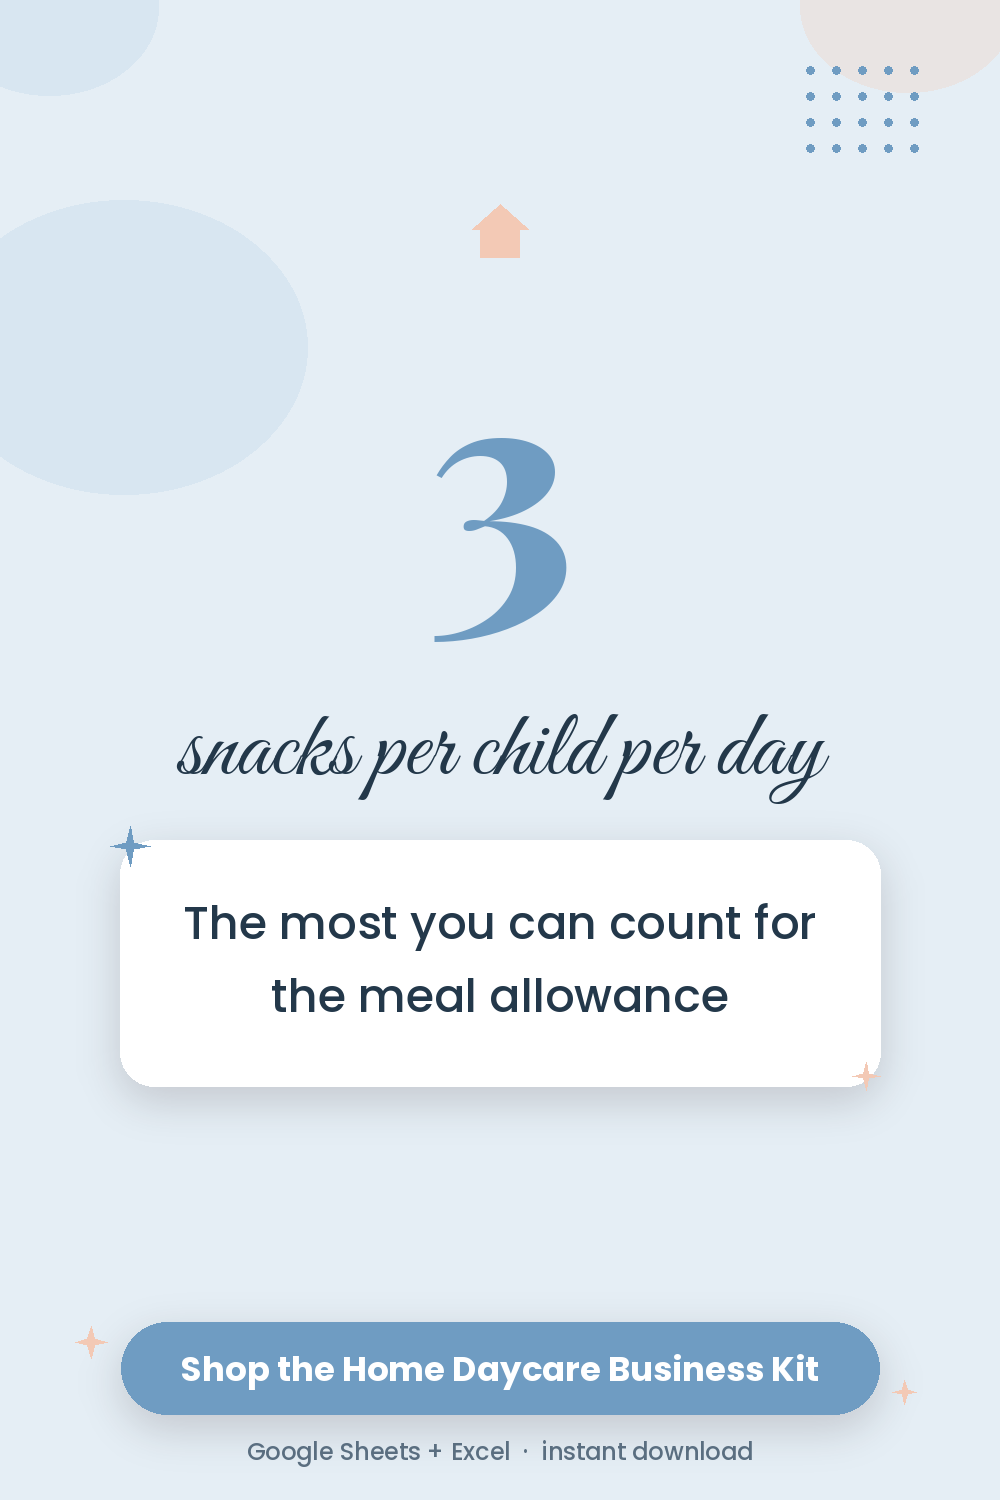 3
snacks per child per day
The most you can count for
the meal allowance
Shop the Home Daycare Business Kit
Google Sheets + Excel · instant download